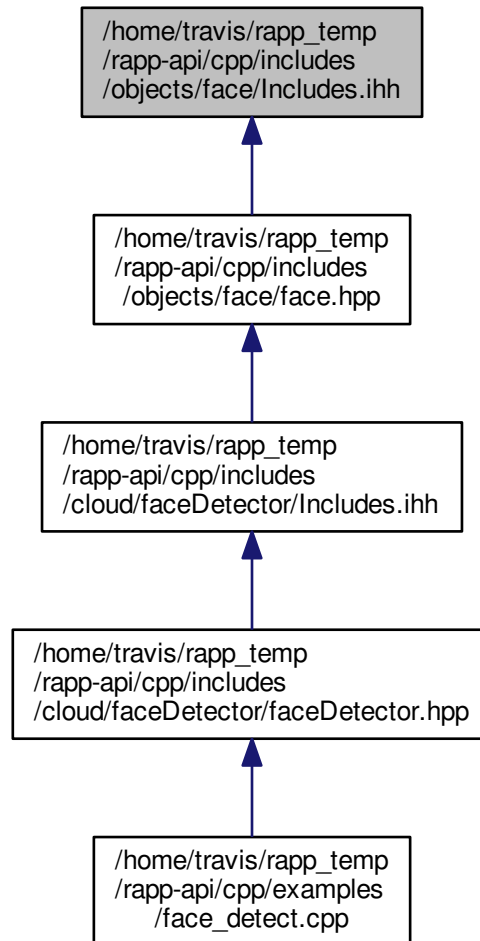 /home/travis/rapp_temp
/rapp-api/cpp/includes
/objects/face/Includes.ihh
/home/travis/rapp_temp
/rapp-api/cpp/includes
/objects/face/face.hpp
/home/travis/rapp_temp
/rapp-api/cpp/includes
/cloud/faceDetector/Includes.ihh
/home/travis/rapp_temp
/rapp-api/cpp/includes
/cloud/faceDetector/faceDetector.hpp
/home/travis/rapp_temp
/rapp-api/cpp/examples
/face_detect.cpp